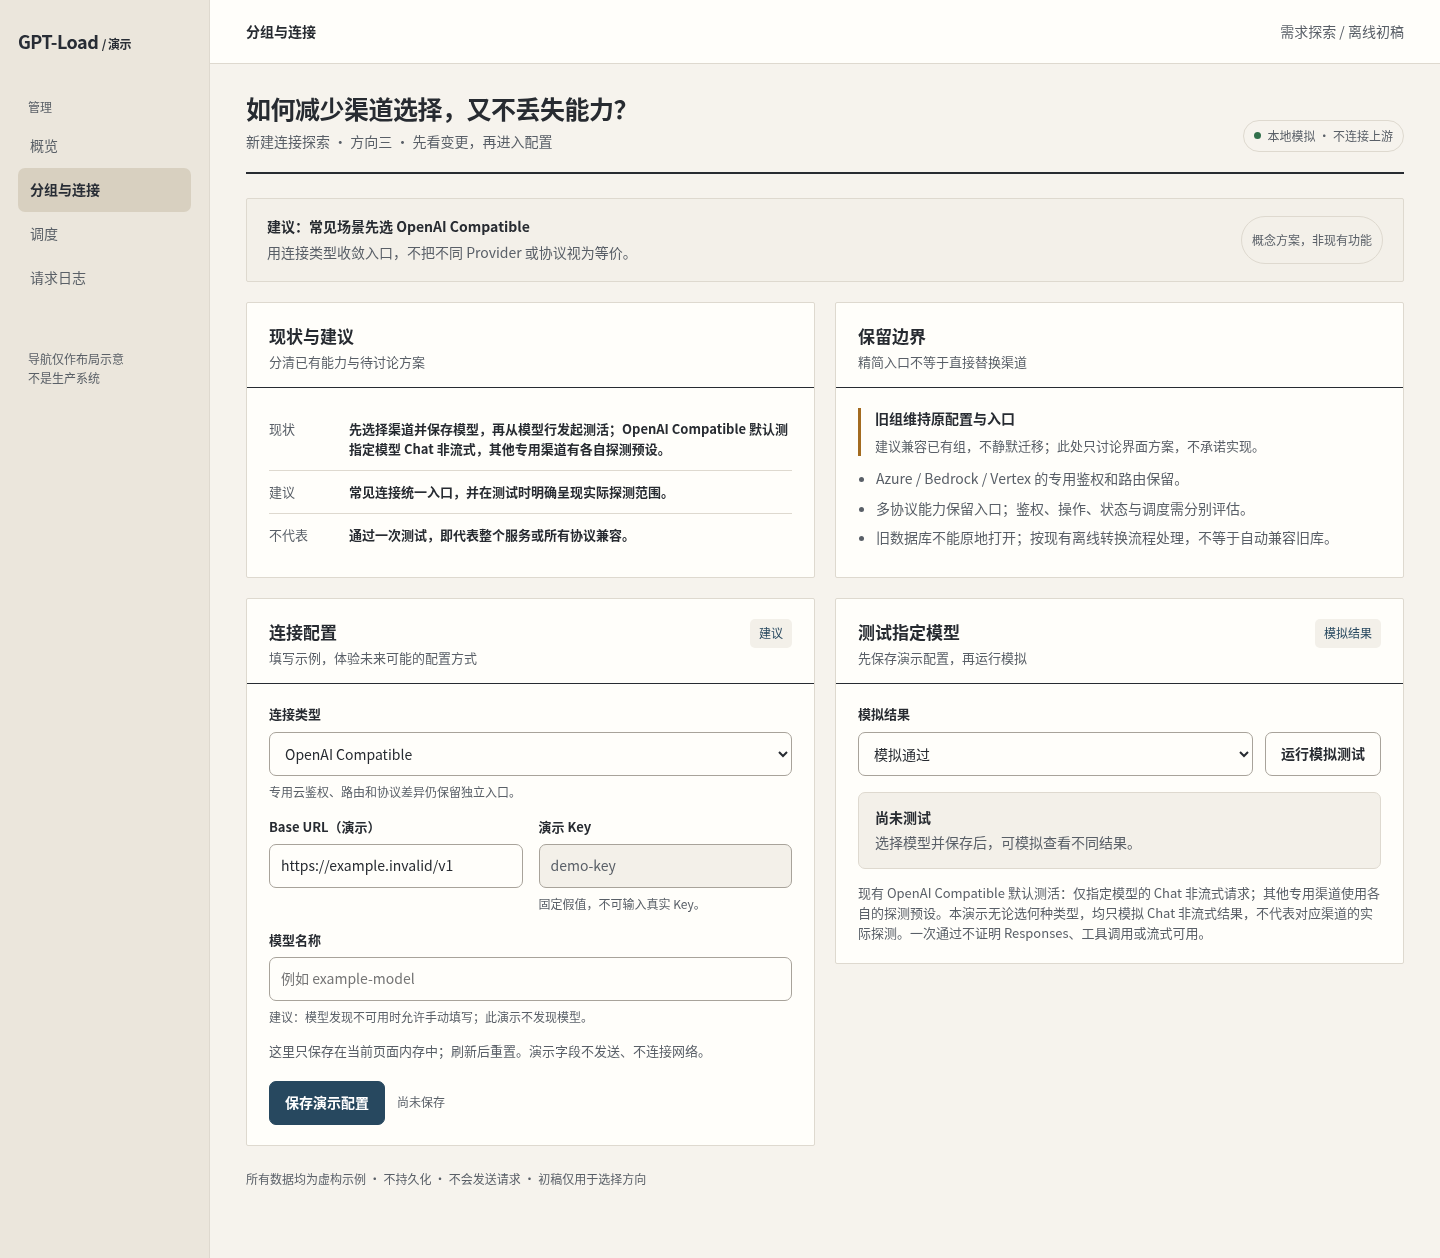 GPT-Load / 演示
管理
概览
分组与连接
调度
请求日志
导航仅作布局示意
不是生产系统
分组与连接
需求探索 / 离线初稿
如何减少渠道选择，又不丢失能力？
新建连接探索 · 方向三 · 先看变更，再进入配置
本地模拟 · 不连接上游
建议：常见场景先选 OpenAI Compatible
用连接类型收敛入口，不把不同 Provider 或协议视为等价。
概念方案，非现有功能
现状与建议
分清已有能力与待讨论方案
现状
先选择渠道并保存模型，再从模型行发起测活；OpenAI Compatible 默认测
指定模型 Chat 非流式，其他专用渠道有各自探测预设。
建议
常见连接统一入口，并在测试时明确呈现实际探测范围。
不代表
通过一次测试，即代表整个服务或所有协议兼容。
保留边界
精简入口不等于直接替换渠道
旧组维持原配置与入口
建议兼容已有组，不静默迁移；此处只讨论界面方案，不承诺实现。
• Azure / Bedrock / Vertex 的专用鉴权和路由保留。
• 多协议能力保留入口；鉴权、操作、状态与调度需分别评估。
• 旧数据库不能原地打开；按现有离线转换流程处理，不等于自动兼容旧库。
连接配置
填写示例，体验未来可能的配置方式
建议
连接类型
OpenAI Compatible
专用云鉴权、路由和协议差异仍保留独立入口。
Base URL（演示）
https://example.invalid/v1
演示 Key
demo-key
固定假值，不可输入真实 Key。
模型名称
例如 example-model
建议：模型发现不可用时允许手动填写；此演示不发现模型。
这里只保存在当前页面内存中；刷新后重置。演示字段不发送、不连接网络。
保存演示配置
尚未保存
测试指定模型
先保存演示配置，再运行模拟
模拟结果
模拟结果
模拟通过
运行模拟测试
尚未测试
选择模型并保存后，可模拟查看不同结果。
现有 OpenAI Compatible 默认测活：仅指定模型的 Chat 非流式请求；其他专用渠道使用各
自的探测预设。本演示无论选何种类型，均只模拟 Chat 非流式结果，不代表对应渠道的实
际探测。一次通过不证明 Responses、工具调用或流式可用。
所有数据均为虚构示例 · 不持久化 · 不会发送请求 · 初稿仅用于选择方向